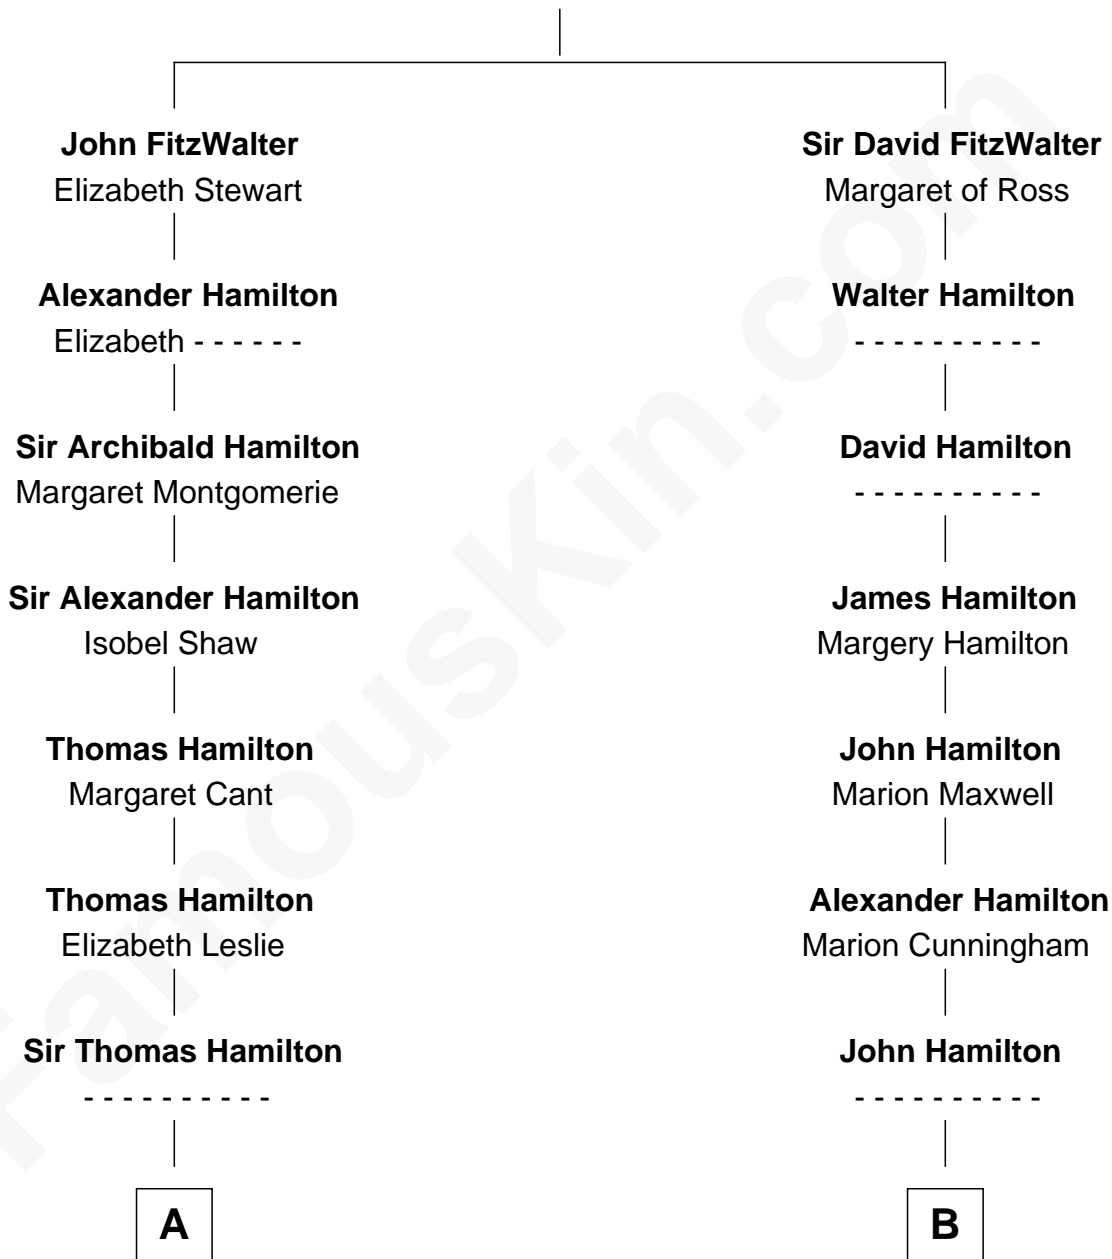 John FitzWalter
Elizabeth Stewart
Sir David FitzWalter
Margaret of Ross
Alexander Hamilton
Elizabeth - - - - - -
Walter Hamilton
- - - - - - - - - -
Sir Archibald Hamilton
Margaret Montgomerie
David Hamilton
- - - - - - - - - -
Sir Alexander Hamilton
Isobel Shaw
James Hamilton
Margery Hamilton
Thomas Hamilton
Margaret Cant
John Hamilton
Marion Maxwell
Thomas Hamilton
Elizabeth Leslie
Alexander Hamilton
Marion Cunningham
Sir Thomas Hamilton
- - - - - - - - - -
John Hamilton
- - - - - - - - - -
A
B
FamousKin.com